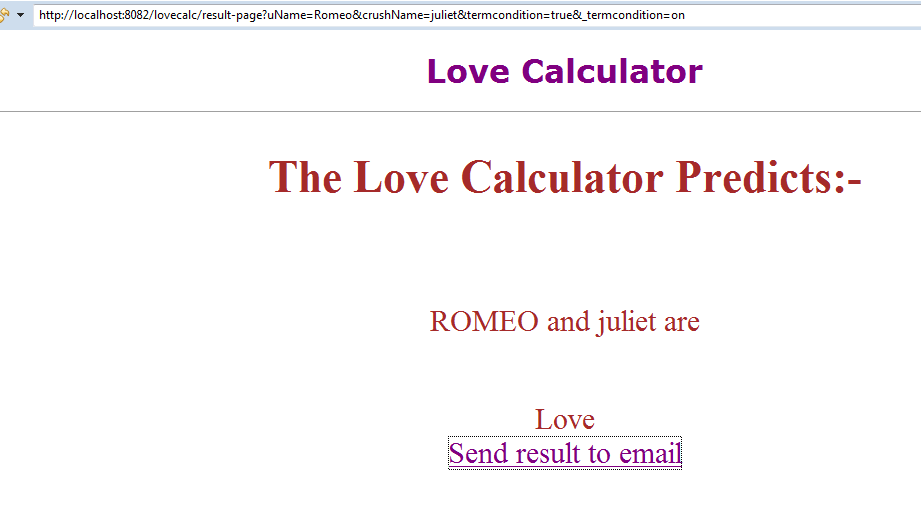 http://localhost:8082/lovecalc/result-page?uName=Romeo&crushName=juliet&termcondition=true&_termcondition=on
Love Calculator
The Love Calculator Predicts:-
ROMEO and juliet are
Love
Send result to email